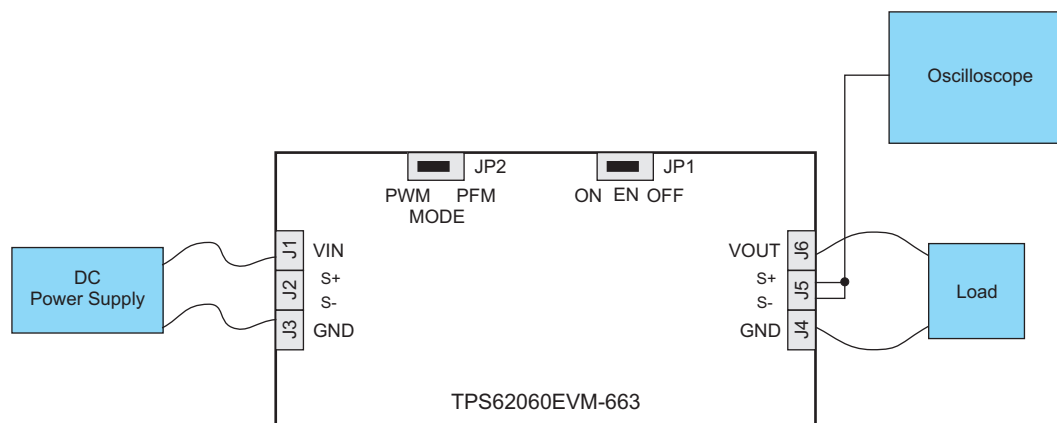 Oscilloscope
JP2
JP1
PWM PFM
MODE
ON EN OFF
J1 VIN
J2 S+
S-
J3 GND
DC
Power Supply
VOUT J6
S+ J5
S-
GND J4
Load
TPS62060EVM-663